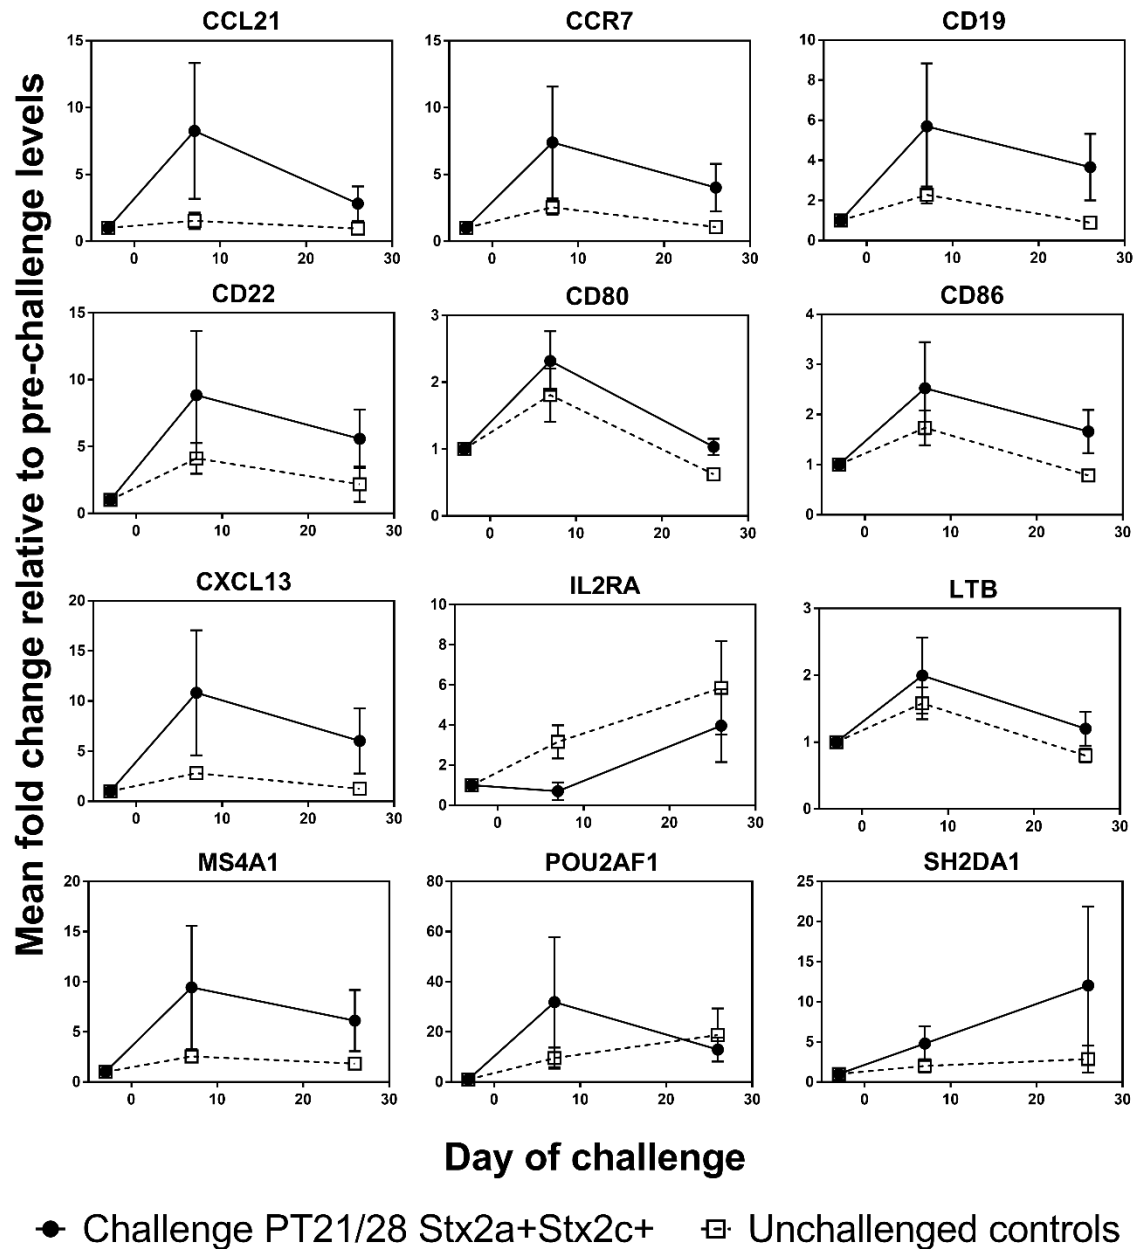 Mean fold change relative to pre-challenge levels
CCL21
15
10
5
0
0 10 20 30
CCR7
15
10
5
0
0 10 20 30
CD19
10
8
6
4
2
0
0 10 20 30
CD22
15
10
5
0
0 10 20 30
CD80
3
2
1
0
0 10 20 30
CD86
4
3
2
1
0
0 10 20 30
CXCL13
20
15
10
5
0
0 10 20 30
IL2RA
10
8
6
4
2
0
0 10 20 30
LTB
3
2
1
0
0 10 20 30
MS4A1
20
15
10
5
0
0 10 20 30
POU2AF1
80
60
40
20
0
0 10 20 30
SH2DA1
25
20
15
10
5
0
0 10 20 30
Day of challenge
Challenge PT21/28 Stx2a+Stx2c+ Unchallenged controls